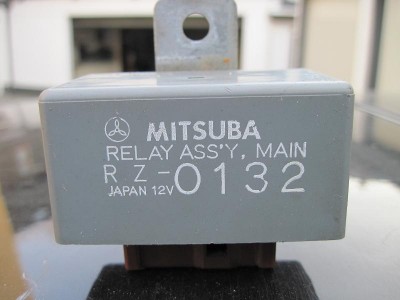 MITSUBA
RELAY ASS'Y, MAIN
RZ-0132
JAPAN 12V